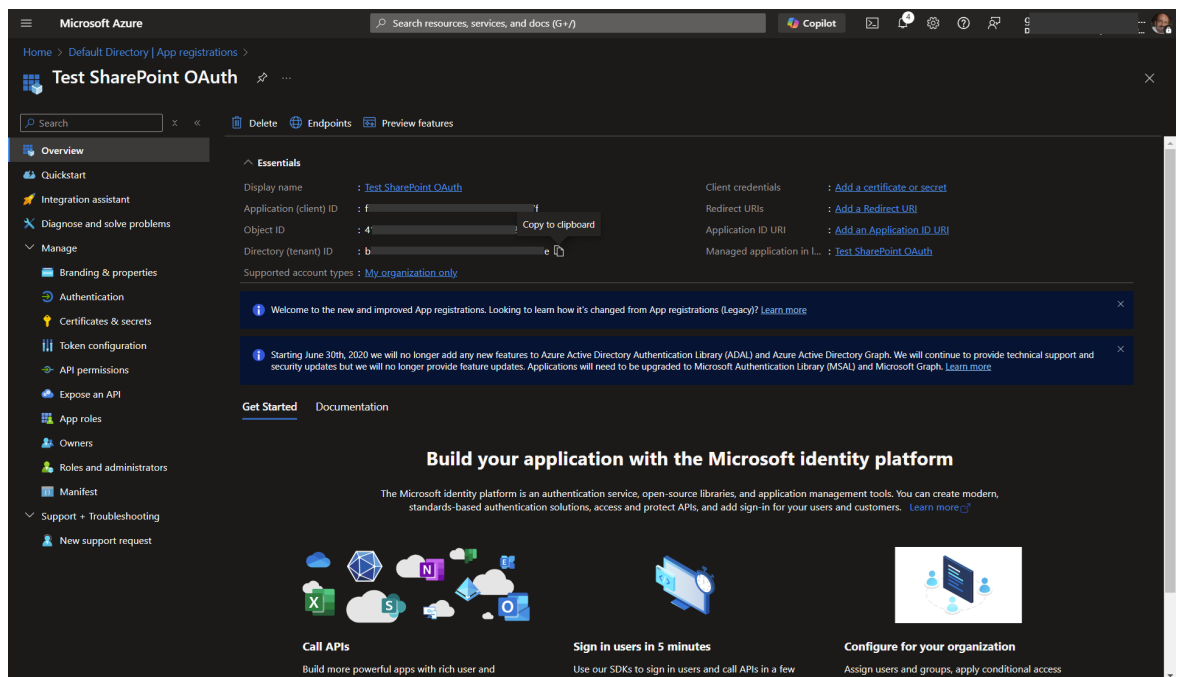 Microsoft Azure
Search resources, services, and docs (G+/)
Copilot
4
Home > Default Directory | App registrations >
Test SharePoint OAuth
Search
Delete
Endpoints
Preview features
Overview
Quickstart
Integration assistant
Diagnose and solve problems
Manage
Branding & properties
Authentication
Certificates & secrets
Token configuration
API permissions
Expose an API
App roles
Owners
Roles and administrators
Manifest
Support + Troubleshooting
New support request
Essentials
Display name : Test SharePoint OAuth
Application (client) ID : f
Object ID : 4
Directory (tenant) ID : b e
Supported account types : My organization only
Copy to clipboard
Client credentials : Add a certificate or secret
Redirect URIs : Add a Redirect URI
Application ID URI : Add an Application ID URI
Managed application in l... : Test SharePoint OAuth
Welcome to the new and improved App registrations. Looking to learn how it's changed from App registrations (Legacy)? Learn more
Starting June 30th, 2020 we will no longer add any new features to Azure Active Directory Authentication Library (ADAL) and Azure Active Directory Graph. We will continue to provide technical support and
security updates but we will no longer provide feature updates. Applications will need to be upgraded to Microsoft Authentication Library (MSAL) and Microsoft Graph. Learn more
Get Started
Documentation
Build your application with the Microsoft identity platform
The Microsoft identity platform is an authentication service, open-source libraries, and application management tools. You can create modern,
standards-based authentication solutions, access and protect APIs, and add sign-in for your users and customers. Learn more
N
E
X
S
O
Call APIs
Build more powerful apps with rich user and
Sign in users in 5 minutes
Use our SDKs to sign in users and call APIs in a few
Configure for your organization
Assign users and groups, apply conditional access